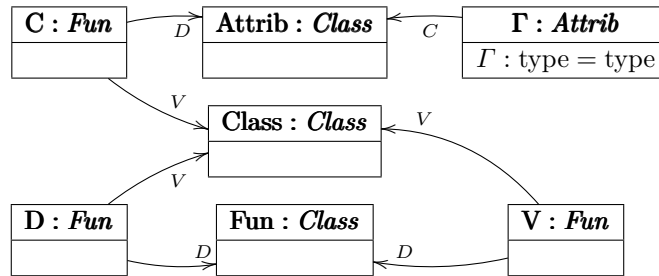 C : Fun
D
Attrib : Class
C
Γ : Attrib
Γ : type = type
V
Class : Class
V
V
D : Fun
D
Fun : Class
D
V : Fun